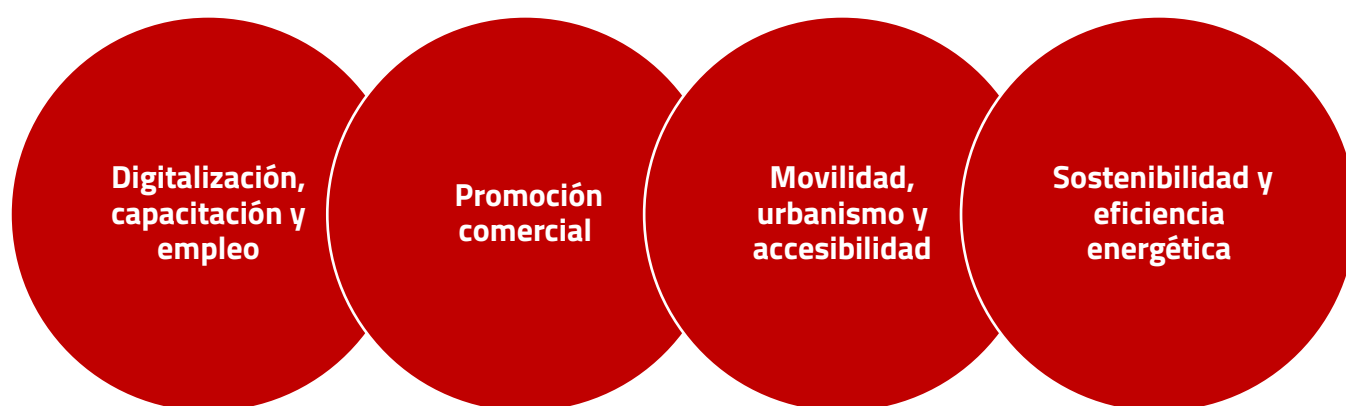 Digitalización,
capacitación y
empleo
Promoción
comercial
Movilidad,
urbanismo y
accesibilidad
Sostenibilidad y
eficiencia
energética